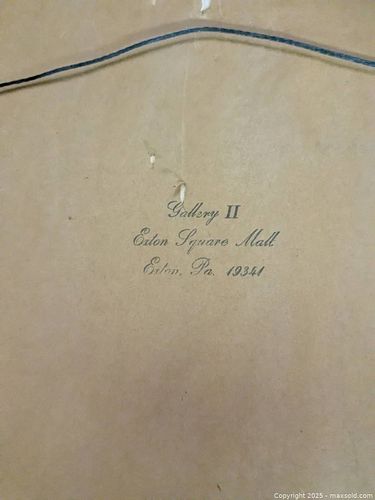 Gallery II
Exton Square Mall
Exton, Pa. 19341
Copyright 2025 - maxsold.com